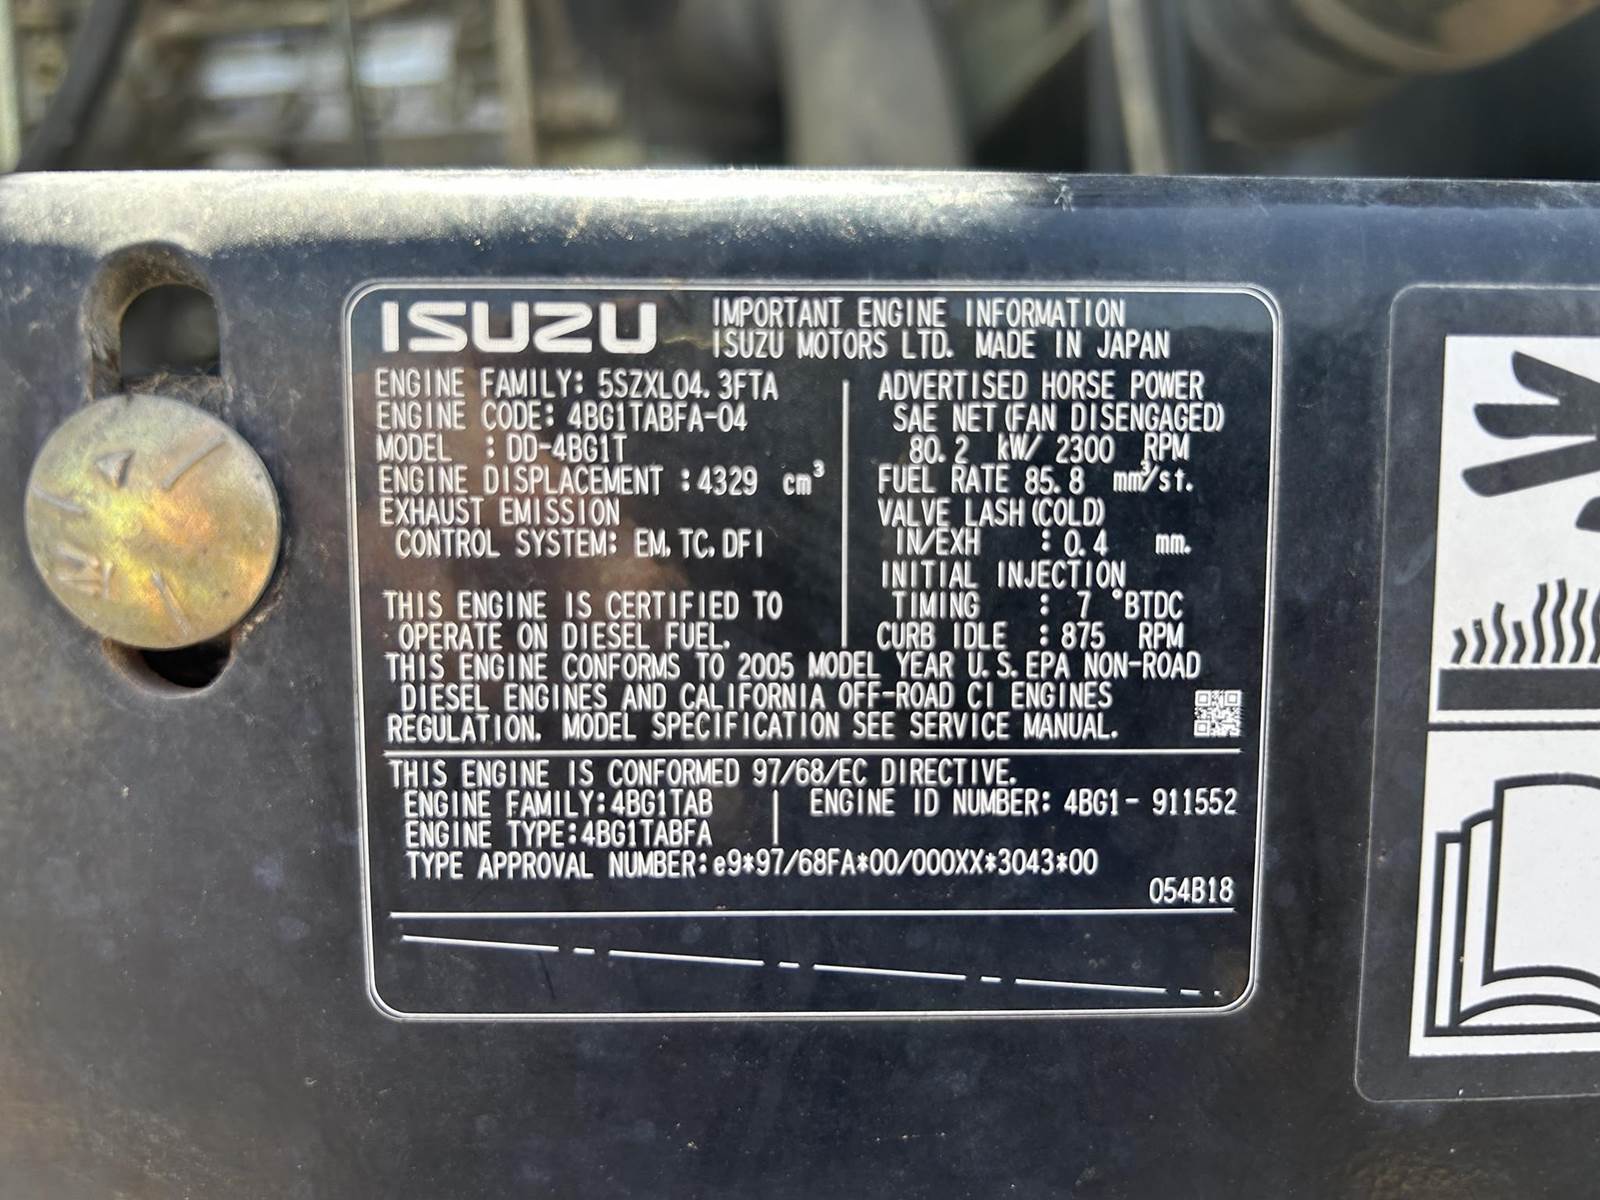 ISUZU IMPORTANT ENGINE INFORMATION
ISUZU MOTORS LTD. MADE IN JAPAN
ENGINE FAMILY: 5SZXL04.3FTA
ENGINE CODE: 4BG1TABFA-04
MODEL : DD-4BG1T
ENGINE DISPLACEMENT : 4329 cm³
EXHAUST EMISSION
CONTROL SYSTEM: EM, TC, DFI
THIS ENGINE IS CERTIFIED TO
OPERATE ON DIESEL FUEL.
ADVERTISED HORSE POWER
SAE NET (FAN DISENGAGED)
80.2 kW/ 2300 RPM
FUEL RATE 85.8 mm³/st.
VALVE LASH (COLD)
IN/EXH : 0.4 mm.
INITIAL INJECTION
TIMING : 7 °BTDC
CURB IDLE : 875 RPM
THIS ENGINE CONFORMS TO 2005 MODEL YEAR U.S. EPA NON-ROAD
DIESEL ENGINES AND CALIFORNIA OFF-ROAD CI ENGINES
REGULATION. MODEL SPECIFICATION SEE SERVICE MANUAL.
THIS ENGINE IS CONFORMED 97/68/EC DIRECTIVE.
ENGINE FAMILY: 4BG1TAB
ENGINE TYPE: 4BG1TABFA
ENGINE ID NUMBER: 4BG1- 911552
TYPE APPROVAL NUMBER: e9*97/68FA*00/000XX*3043*00
054B18